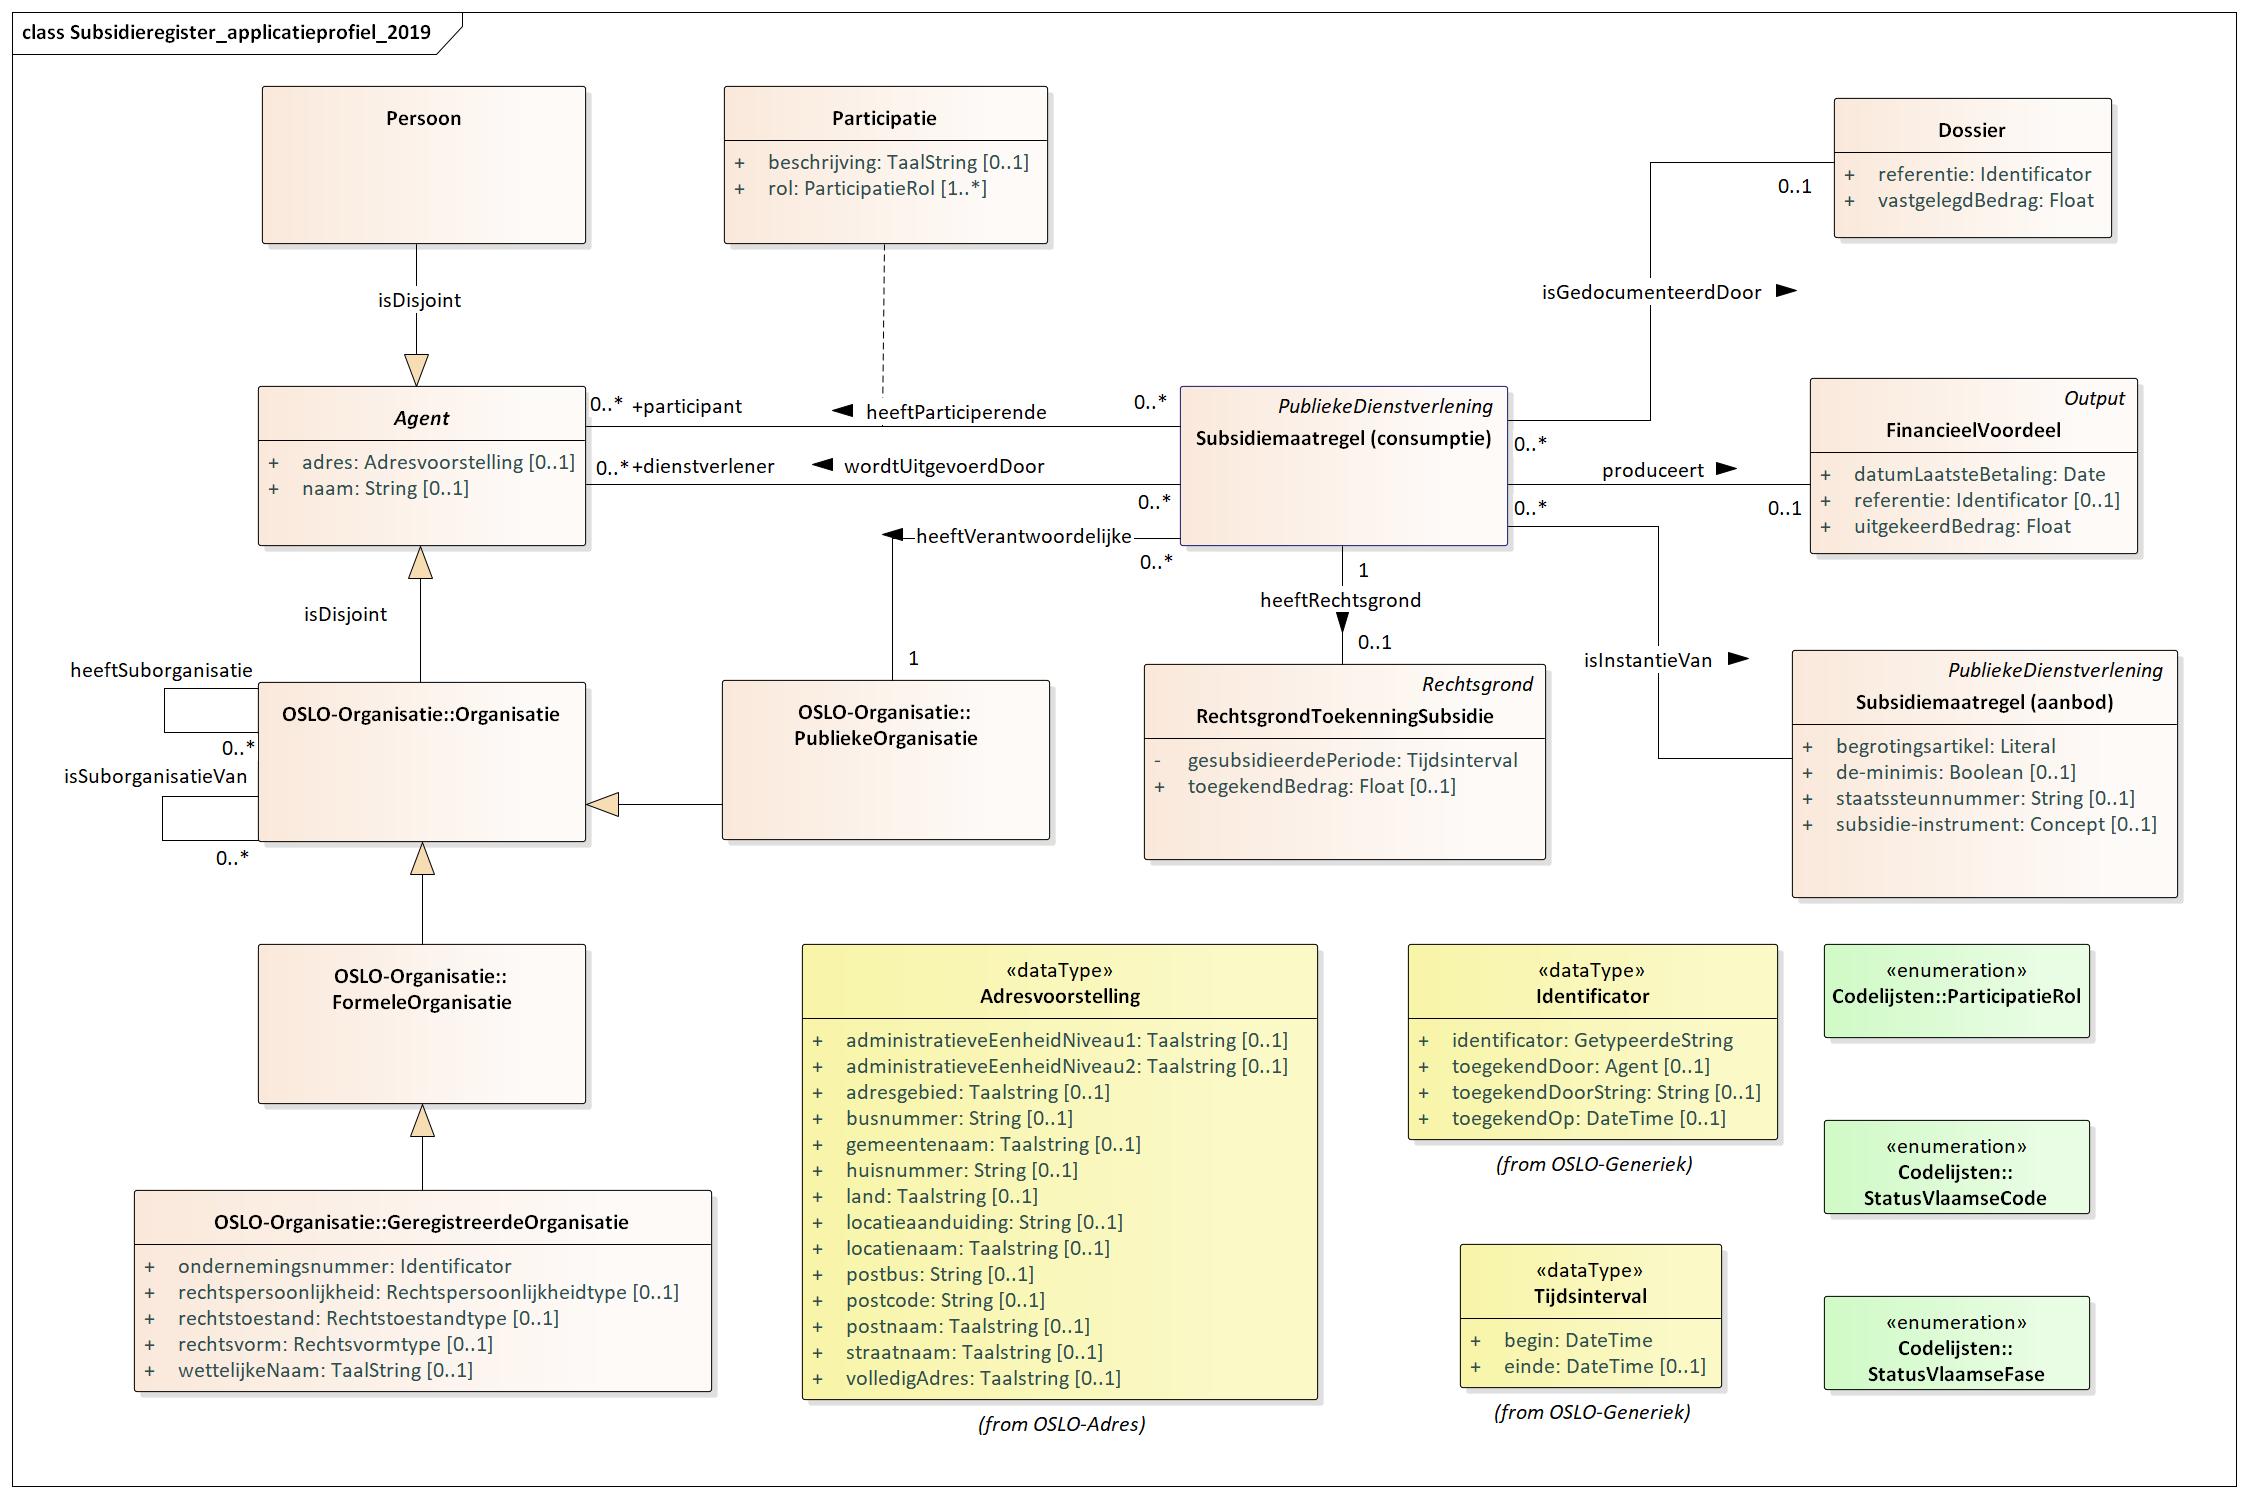 class Subsidieregister_applicatieprofiel_2019
Persoon
Participatie
+ beschrijving: TaalString [0..1]
+ rol: ParticipatieRol [1..*]
Dossier
+ referentie: Identificator
+ vastgelegdBedrag: Float
0..1
isDisjoint
isGedocumenteerdDoor
Agent
+ adres: Adresvoorstelling [0..1]
+ naam: String [0..1]
0..* +participant
heeftParticiperende
0..*
0..* +dienstverlener
wordtUitgevoerdDoor
0..*
PubliekeDienstverlening
Subsidiemaatregel (consumptie)
0..*
produceert
0..*
0..1
Output
FinancieelVoordeel
+ datumLaatsteBetaling: Date
+ referentie: Identificator [0..1]
+ uitgekeerdBedrag: Float
heeftVerantwoordelijke
0..*
1
1
heeftRechtsgrond
0..1
isDisjoint
isInstantieVan
heeftSuborganisatie
0..*
isSuborganisatieVan
0..*
OSLO-Organisatie::Organisatie
OSLO-Organisatie::
PubliekeOrganisatie
Rechtsgrond
RechtsgrondToekenningSubsidie
- gesubsidieerdePeriode: Tijdsinterval
+ toegekendBedrag: Float [0..1]
PubliekeDienstverlening
Subsidiemaatregel (aanbod)
+ begrotingsartikel: Literal
+ de-minimis: Boolean [0..1]
+ staatssteunnummer: String [0..1]
+ subsidie-instrument: Concept [0..1]
OSLO-Organisatie::
FormeleOrganisatie
OSLO-Organisatie::GeregistreerdeOrganisatie
+ ondernemingsnummer: Identificator
+ rechtspersoonlijkheid: Rechtspersoonlijkheidtype [0..1]
+ rechtstoestand: Rechtstoestandtype [0..1]
+ rechtsvorm: Rechtsvormtype [0..1]
+ wettelijkeNaam: TaalString [0..1]
«dataType»
Adresvoorstelling
+ administratieveEenheidNiveau1: Taalstring [0..1]
+ administratieveEenheidNiveau2: Taalstring [0..1]
+ adresgebied: Taalstring [0..1]
+ busnummer: String [0..1]
+ gemeentenaam: Taalstring [0..1]
+ huisnummer: String [0..1]
+ land: Taalstring [0..1]
+ locatieaanduiding: String [0..1]
+ locatienaam: Taalstring [0..1]
+ postbus: String [0..1]
+ postcode: String [0..1]
+ postnaam: Taalstring [0..1]
+ straatnaam: Taalstring [0..1]
+ volledigAdres: Taalstring [0..1]
(from OSLO-Adres)
«dataType»
Identificator
+ identificator: GetypeerdeString
+ toegekendDoor: Agent [0..1]
+ toegekendDoorString: String [0..1]
+ toegekendOp: DateTime [0..1]
(from OSLO-Generiek)
«dataType»
Tijdsinterval
+ begin: DateTime
+ einde: DateTime [0..1]
(from OSLO-Generiek)
«enumeration»
Codelijsten::ParticipatieRol
«enumeration»
Codelijsten::
StatusVlaamseCode
«enumeration»
Codelijsten::
StatusVlaamseFase